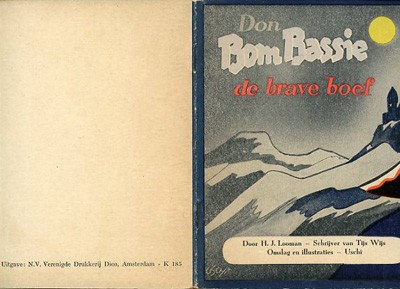 Don
Bom Bassie
de brave boef
Door H. J. Looman — Schrijver van Tijs Wijs
Omslag en illustraties — Uschi
Uitgave: N.V. Verenigde Drukkerij Dico, Amsterdam - K 185